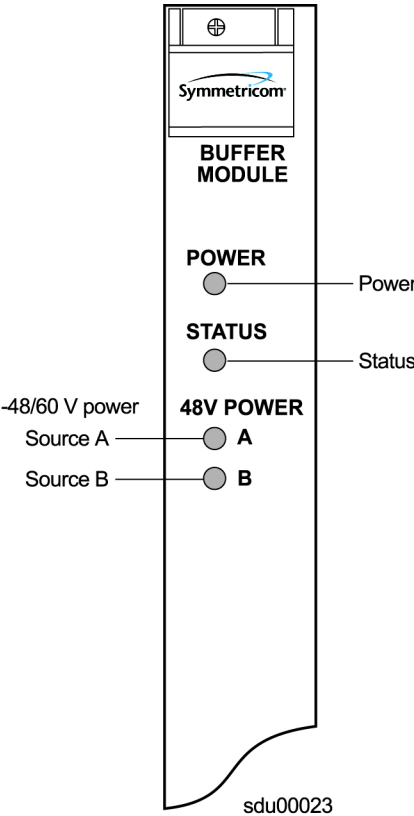 Symmetricom
BUFFER
MODULE
POWER
Power
STATUS
Status
-48/60 V power
48V POWER
Source A
A
Source B
B
sdu00023